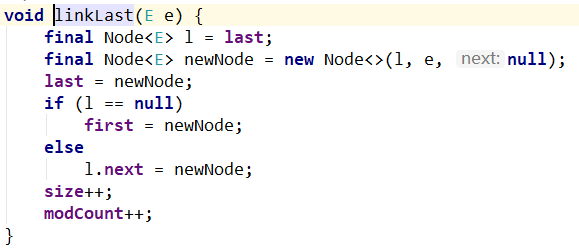 void linkLast(E e) {
    final Node<E> l = last;
    final Node<E> newNode = new Node<>(l, e, next: null);
    last = newNode;
    if (l == null)
        first = newNode;
    else
        l.next = newNode;
    size++;
    modCount++;
}